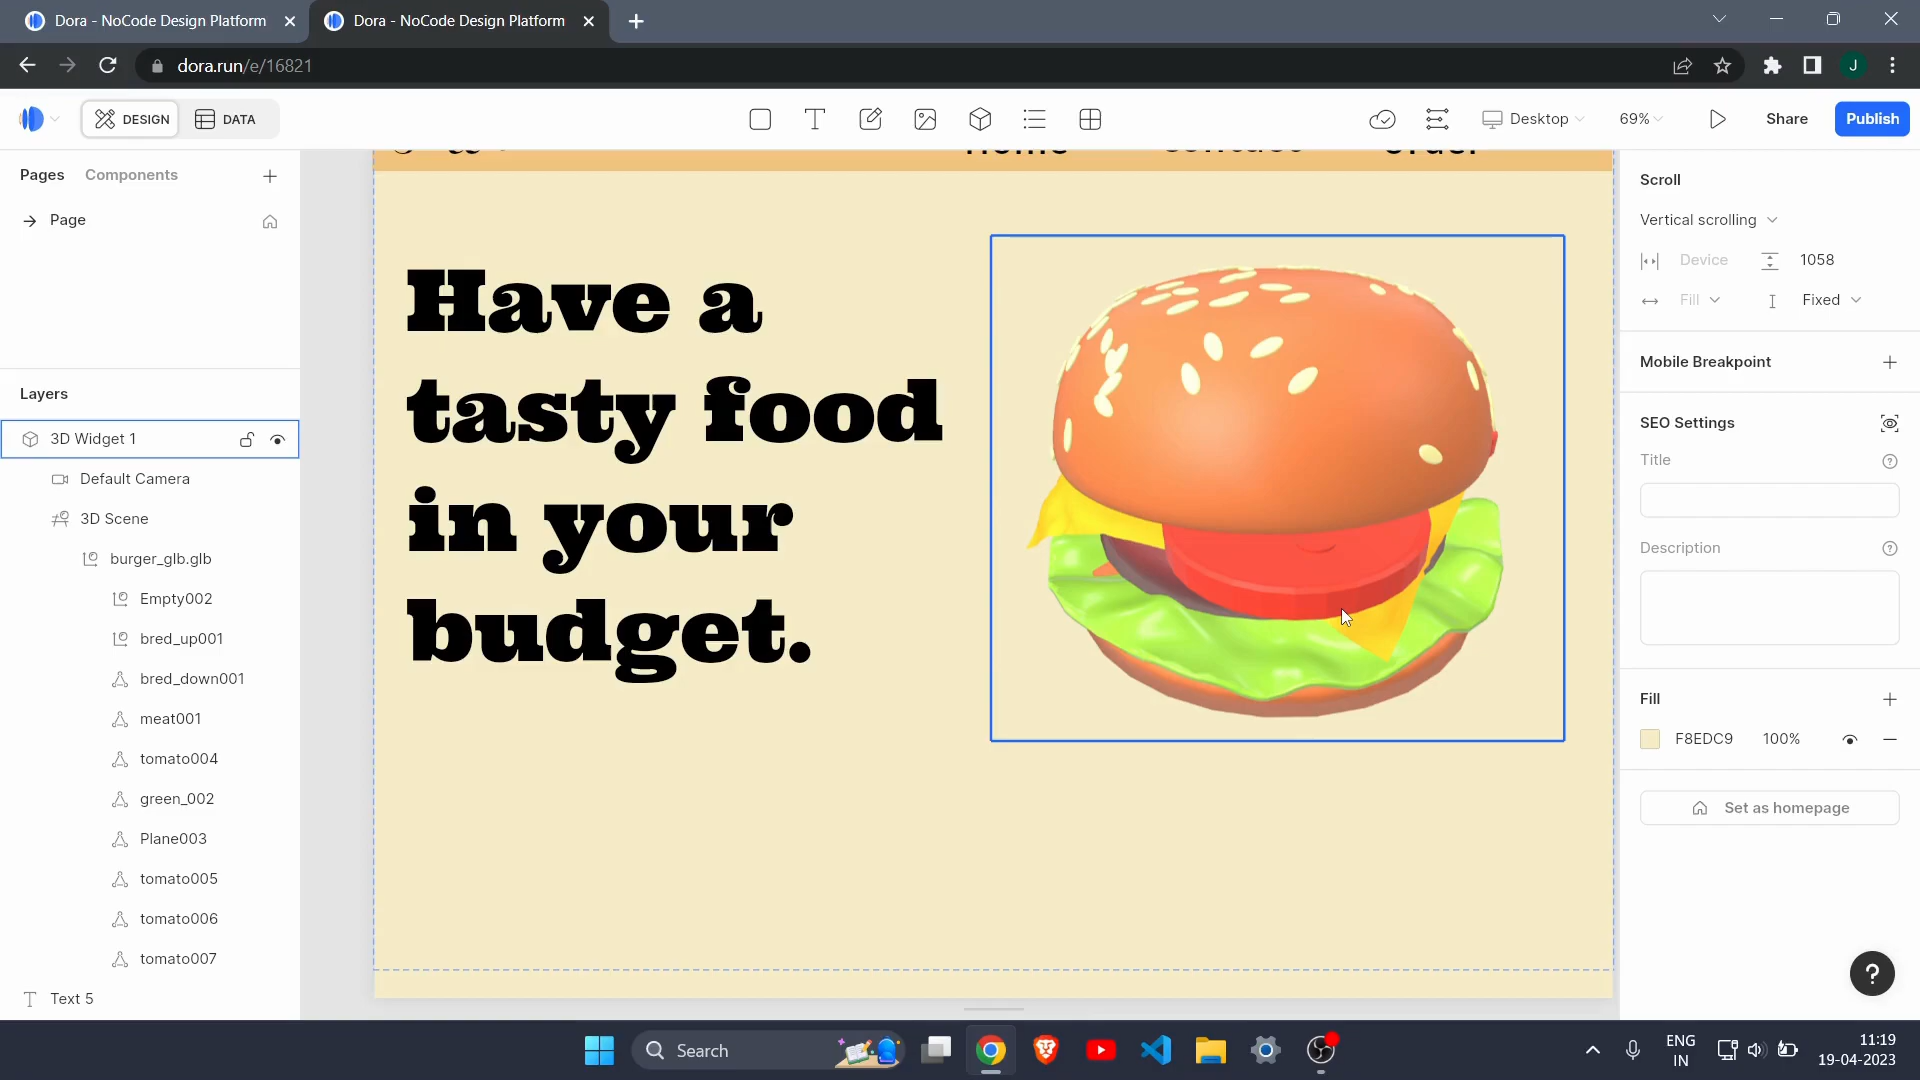 Dora - NoCode Design Platform
Dora - NoCode Design Platform
dora.run/e/16821
DESIGN
DATA
Desktop
69%
Share
Publish
Pages
Components
Page
Layers
3D Widget 1
Default Camera
3D Scene
burger_glb.glb
Empty002
bred_up001
bred_down001
meat001
tomato004
green_002
Plane003
tomato005
tomato006
tomato007
Text 5
Home
Contact
Order
Have a
tasty food
in your
budget.
Scroll
Vertical scrolling
Device
1058
Fill
Fixed
Mobile Breakpoint
SEO Settings
Title
Description
Fill
F8EDC9
100%
Set as homepage
?
J
Search
ENG
IN
11:19
19-04-2023